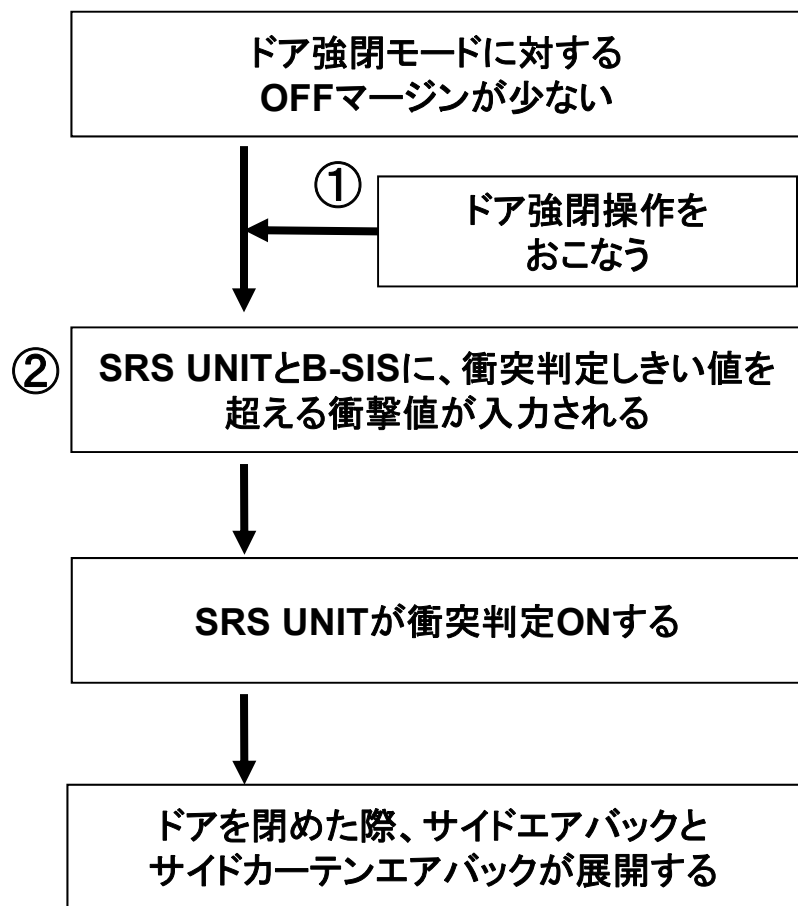 ドア強閉モードに対する
OFFマージンが少ない
①
ドア強閉操作を
おこなう
②
SRS UNITとB-SISに、衝突判定しきい値を
超える衝撃値が入力される
SRS UNITが衝突判定ONする
ドアを閉めた際、サイドエアバックと
サイドカーテンエアバックが展開する